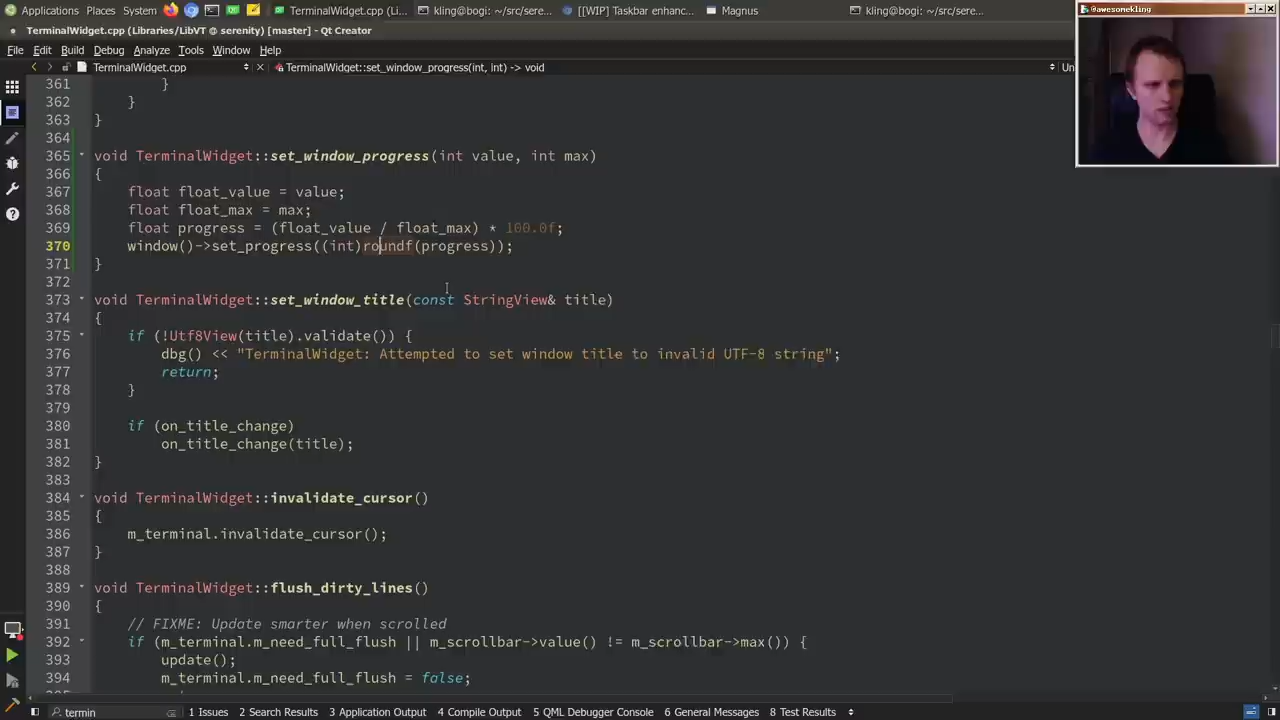 Applications Places System TerminalWidget.cpp (Li... kling@bogi: ~/src/sere... [[WIP] Taskbar enhanc... Magnus kling@bogi: ~/src/sere...
@awesomekling
TerminalWidget.cpp (Libraries/LibVT @ serenity) [master] - Qt Creator
File Edit Build Debug Analyze Tools Window Help
TerminalWidget.cpp TerminalWidget::set_window_progress(int, int) -> void Un
361 }
362 }
363 }
364
365 void TerminalWidget::set_window_progress(int value, int max)
366 {
367 float float_value = value;
368 float float_max = max;
369 float progress = (float_value / float_max) * 100.0f;
370 window()->set_progress((int)roundf(progress));
371 }
372
373 void TerminalWidget::set_window_title(const StringView& title)
374 {
375 if (!Utf8View(title).validate()) {
376 dbg() << "TerminalWidget: Attempted to set window title to invalid UTF-8 string";
377 return;
378 }
379
380 if (on_title_change)
381 on_title_change(title);
382 }
383
384 void TerminalWidget::invalidate_cursor()
385 {
386 m_terminal.invalidate_cursor();
387 }
388
389 void TerminalWidget::flush_dirty_lines()
390 {
391 // FIXME: Update smarter when scrolled
392 if (m_terminal.m_need_full_flush || m_scrollbar->value() != m_scrollbar->max()) {
393 update();
394 m_terminal.m_need_full_flush = false;
termin 1 Issues 2 Search Results 3 Application Output 4 Compile Output 5 QML Debugger Console 6 General Messages 8 Test Results